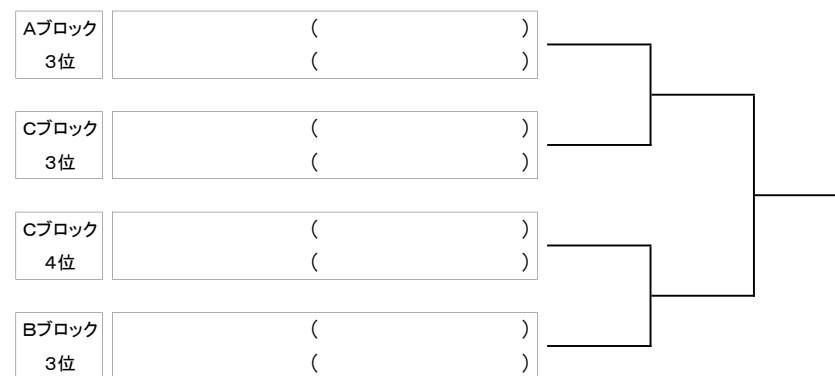 Aブロック ( )
3位 ( )
Cブロック ( )
3位 ( )
Cブロック ( )
4位 ( )
Bブロック ( )
3位 ( )